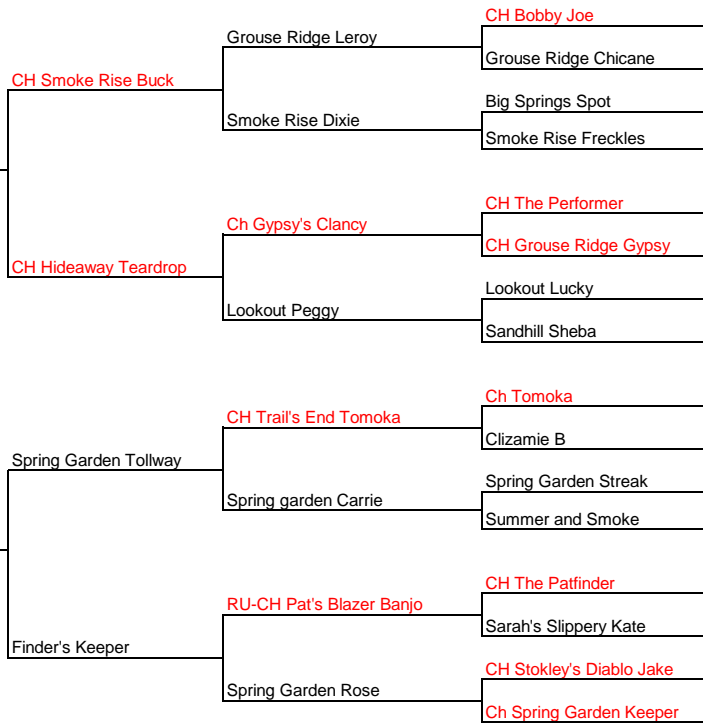 CH Bobby Joe
Grouse Ridge Leroy
Grouse Ridge Chicane
CH Smoke Rise Buck
Big Springs Spot
Smoke Rise Dixie
Smoke Rise Freckles
CH The Performer
Ch Gypsy's Clancy
CH Grouse Ridge Gypsy
CH Hideaway Teardrop
Lookout Lucky
Lookout Peggy
Sandhill Sheba
Ch Tomoka
CH Trail's End Tomoka
Clizamie B
Spring Garden Tollway
Spring Garden Streak
Spring garden Carrie
Summer and Smoke
CH The Patfinder
RU-CH Pat's Blazer Banjo
Sarah's Slippery Kate
Finder's Keeper
CH Stokley's Diablo Jake
Spring Garden Rose
Ch Spring Garden Keeper